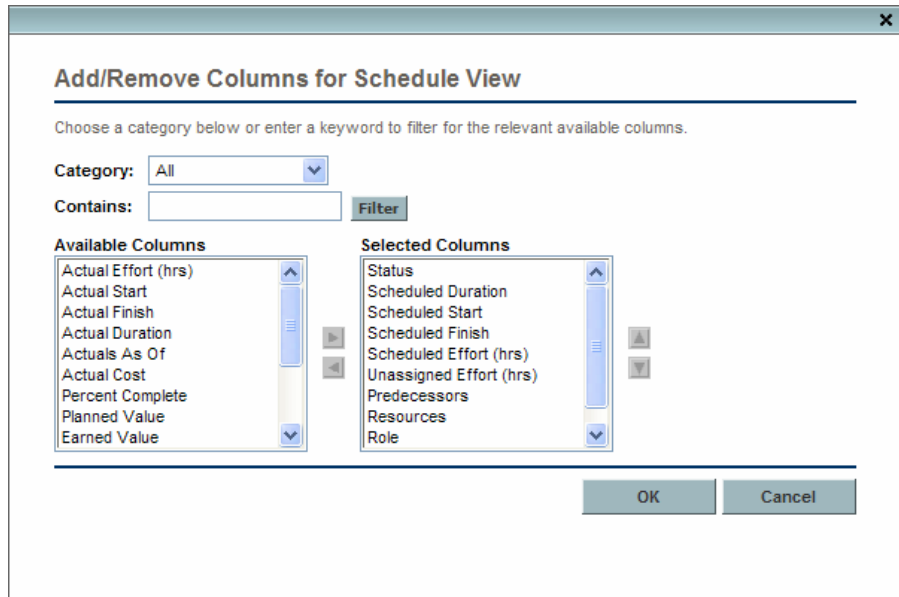 Add/Remove Columns for Schedule View
Choose a category below or enter a keyword to filter for the relevant available columns.
Category: All
Contains: Filter
Available Columns
Actual Effort (hrs)
Actual Start
Actual Finish
Actual Duration
Actuals As Of
Actual Cost
Percent Complete
Planned Value
Earned Value
Selected Columns
Status
Scheduled Duration
Scheduled Start
Scheduled Finish
Scheduled Effort (hrs)
Unassigned Effort (hrs)
Predecessors
Resources
Role
OK Cancel